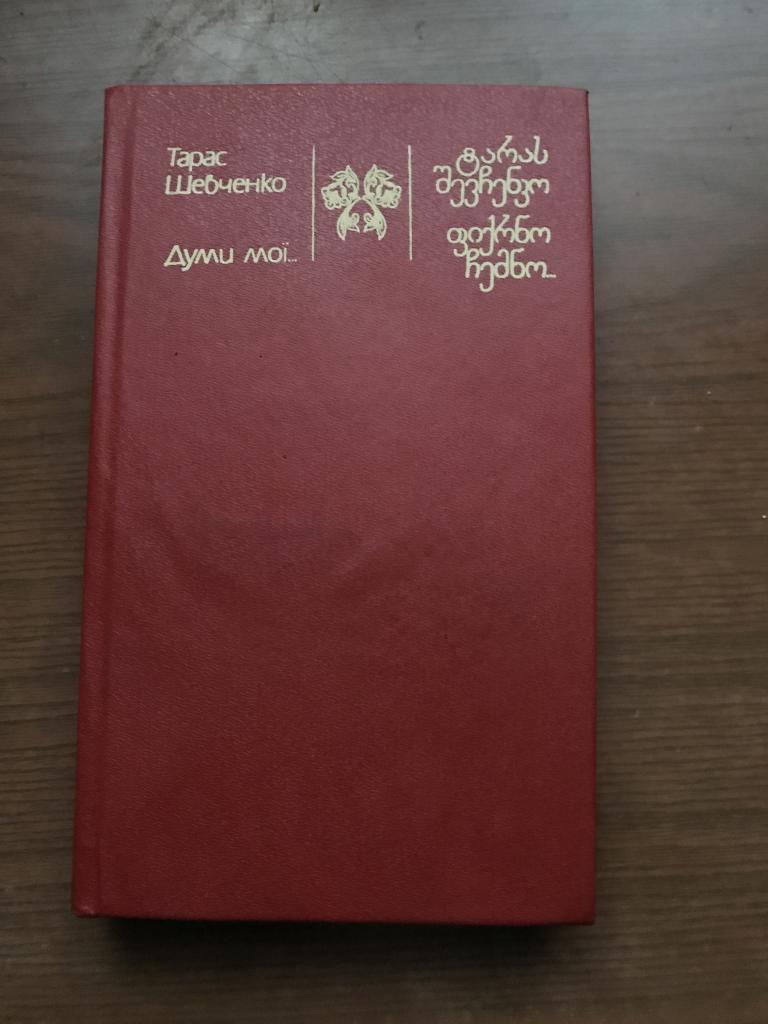 Тарас
Шевченко
Думи мої...
ტარას
შევჩენკო
ფიქრნო
ჩემნო...